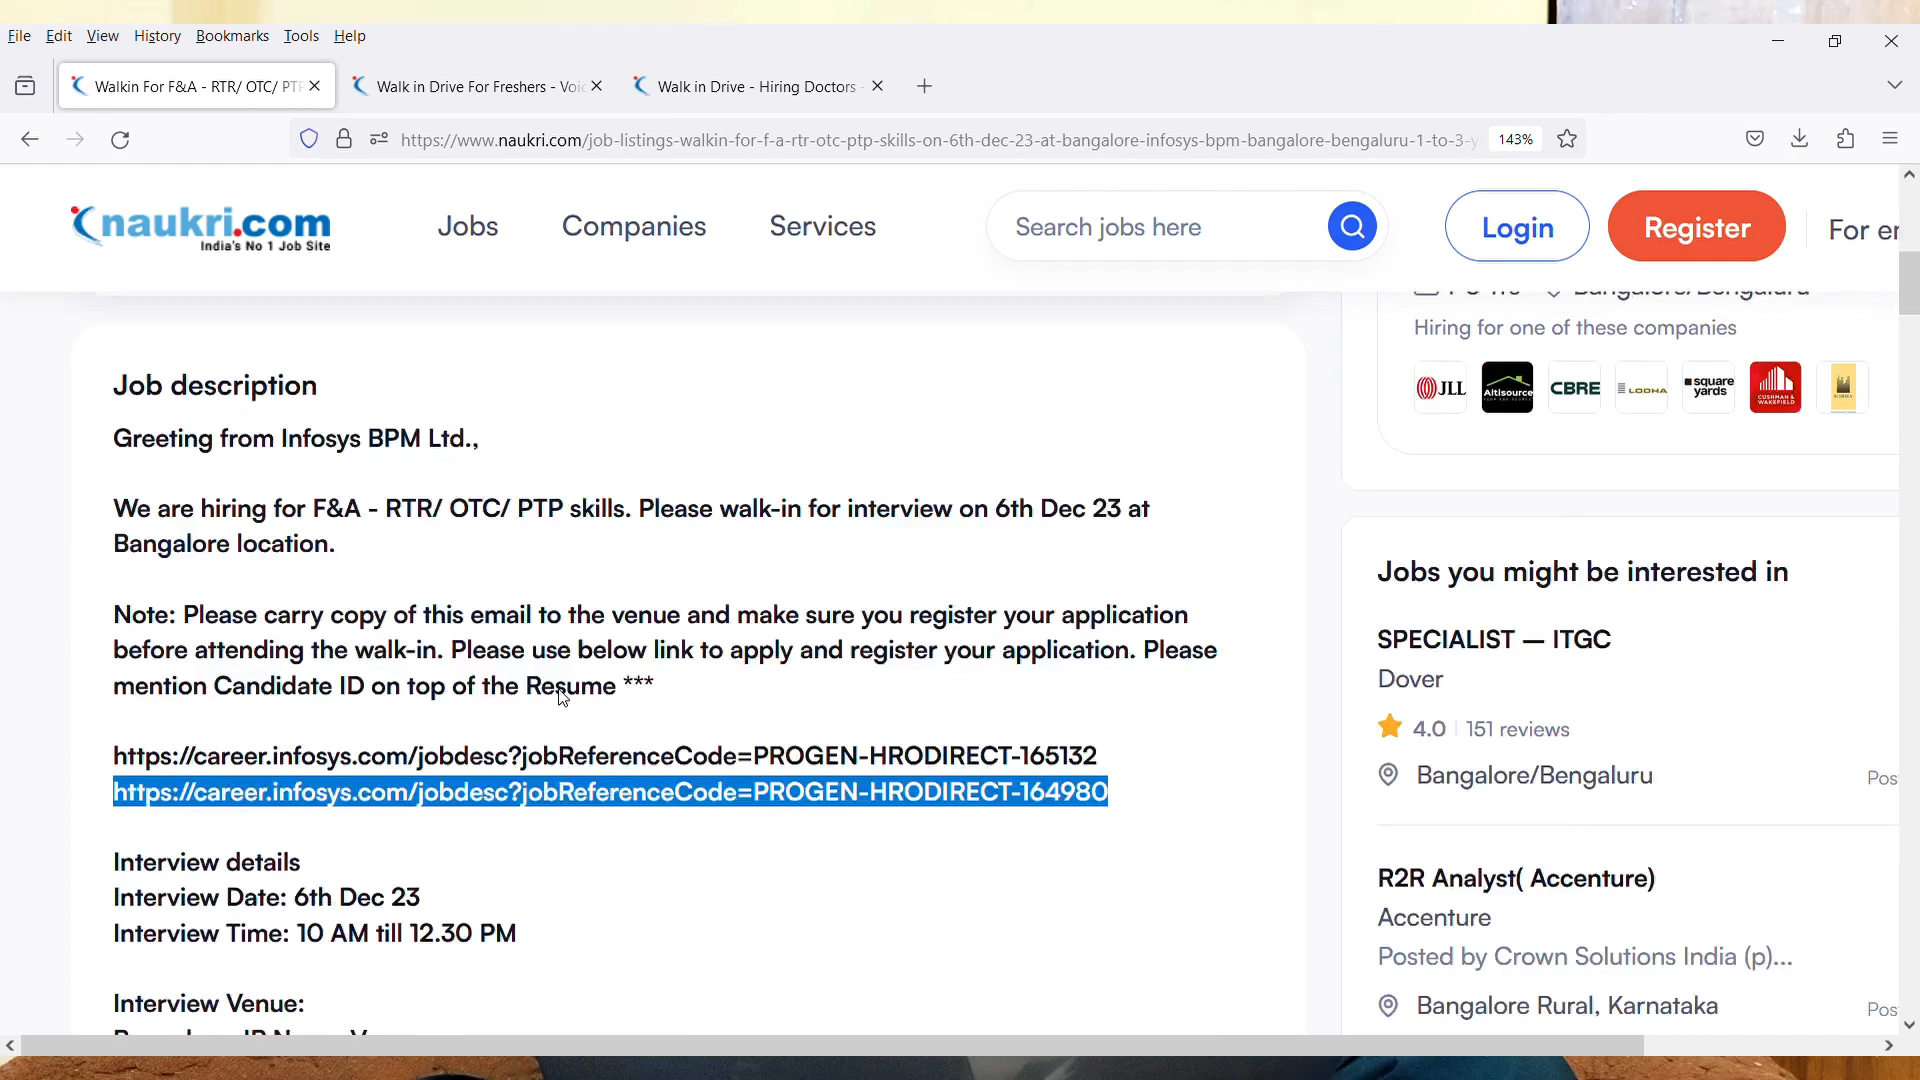 File Edit View History Bookmarks Tools Help
Walkin For F&A - RTR/ OTC/ PTP
Walk in Drive For Freshers - Voic
Walk in Drive - Hiring Doctors -
https://www.naukri.com/job-listings-walkin-for-f-a-rtr-otc-ptp-skills-on-6th-dec-23-at-bangalore-infosys-bpm-bangalore-bengaluru-1-to-3-y
143%
naukri.com
India's No 1 Job Site
Jobs Companies Services
Search jobs here
Login
Register
For er
Job description
Greeting from Infosys BPM Ltd.,
We are hiring for F&A - RTR/ OTC/ PTP skills. Please walk-in for interview on 6th Dec 23 at
Bangalore location.
Note: Please carry copy of this email to the venue and make sure you register your application
before attending the walk-in. Please use below link to apply and register your application. Please
mention Candidate ID on top of the Resume ***
https://career.infosys.com/jobdesc?jobReferenceCode=PROGEN-HRODIRECT-165132
https://career.infosys.com/jobdesc?jobReferenceCode=PROGEN-HRODIRECT-164980
Interview details
Interview Date: 6th Dec 23
Interview Time: 10 AM till 12.30 PM
Interview Venue:
Hiring for one of these companies
JLL
Altisource
CBRE
LODHA
square
yards
CUSHMAN &
WAKEFIELD
Jobs you might be interested in
SPECIALIST — ITGC
Dover
4.0 151 reviews
Bangalore/Bengaluru
Pos
R2R Analyst( Accenture)
Accenture
Posted by Crown Solutions India (p)...
Bangalore Rural, Karnataka
Pos